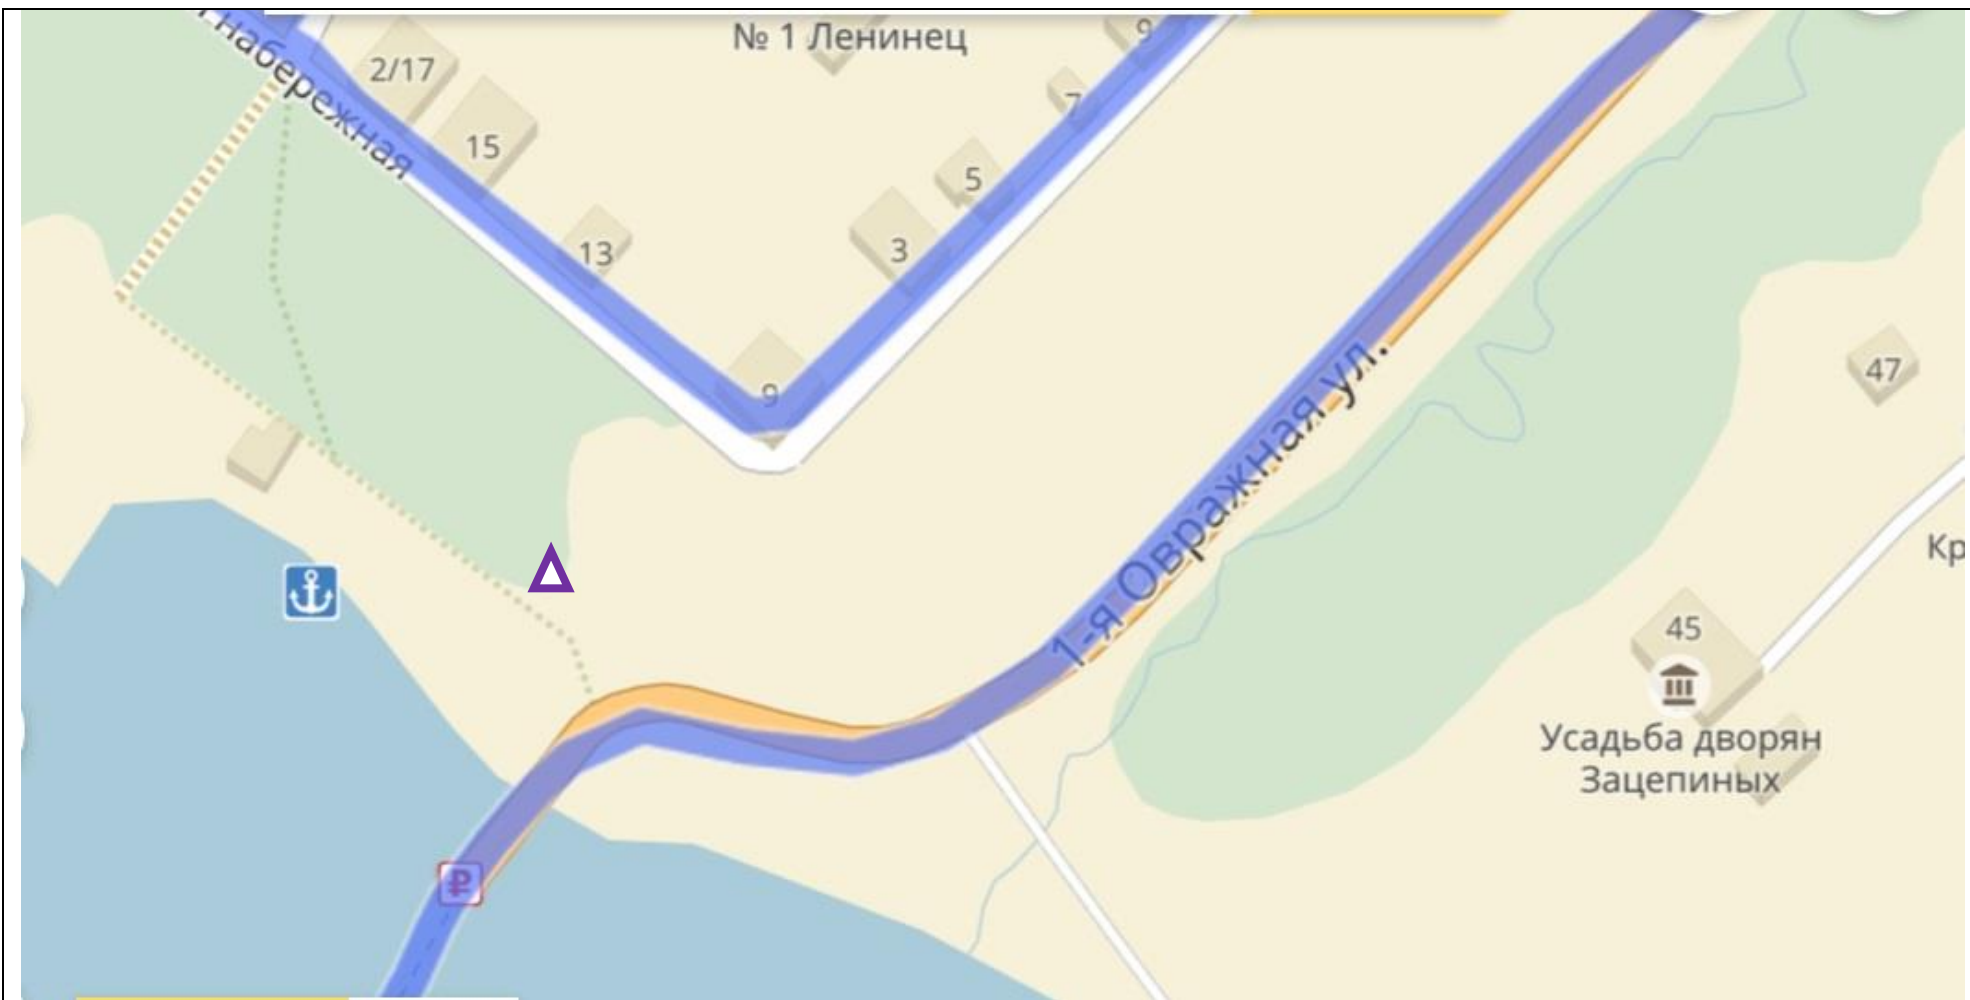 № 1 Ленинец
9
2/17
7
набережная
15
5
3
13
9
1-я Овражная ул.
47
Кр
45
Усадьба дворян
Зацепиных
₽